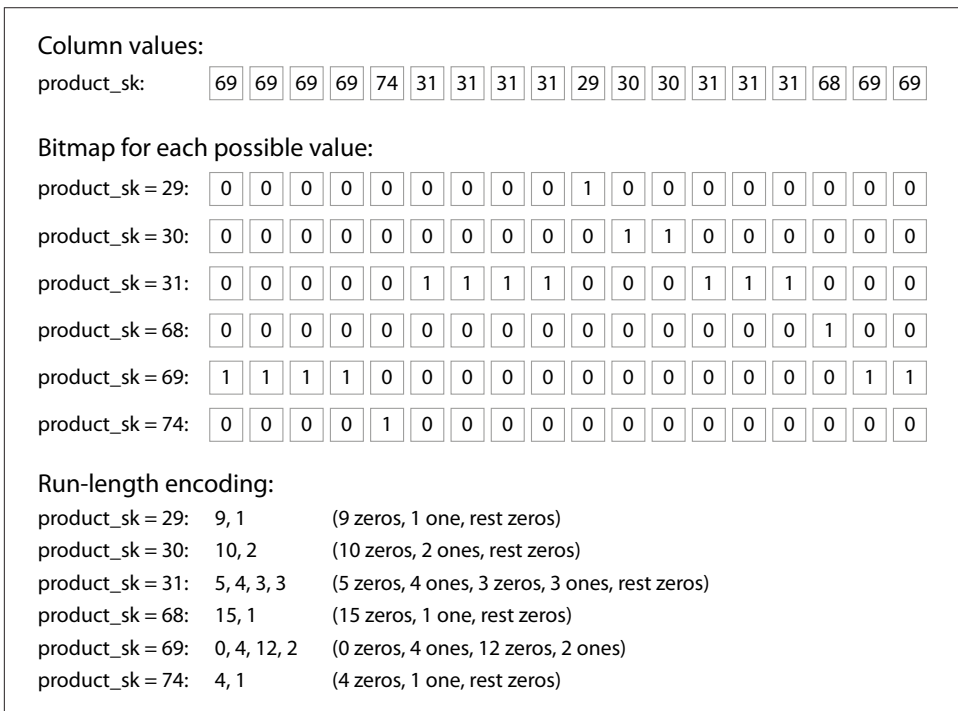 Column values:
product_sk: 69 69 69 69 74 31 31 31 31 29 30 30 31 31 31 68 69 69
Bitmap for each possible value:
product_sk = 29: 0 0 0 0 0 0 0 0 0 1 0 0 0 0 0 0 0 0
product_sk = 30: 0 0 0 0 0 0 0 0 0 0 1 1 0 0 0 0 0 0
product_sk = 31: 0 0 0 0 0 1 1 1 1 0 0 0 1 1 1 0 0 0
product_sk = 68: 0 0 0 0 0 0 0 0 0 0 0 0 0 0 0 1 0 0
product_sk = 69: 1 1 1 1 0 0 0 0 0 0 0 0 0 0 0 0 1 1
product_sk = 74: 0 0 0 0 1 0 0 0 0 0 0 0 0 0 0 0 0 0
Run-length encoding:
product_sk = 29: 9, 1 (9 zeros, 1 one, rest zeros)
product_sk = 30: 10, 2 (10 zeros, 2 ones, rest zeros)
product_sk = 31: 5, 4, 3, 3 (5 zeros, 4 ones, 3 zeros, 3 ones, rest zeros)
product_sk = 68: 15, 1 (15 zeros, 1 one, rest zeros)
product_sk = 69: 0, 4, 12, 2 (0 zeros, 4 ones, 12 zeros, 2 ones)
product_sk = 74: 4, 1 (4 zeros, 1 one, rest zeros)